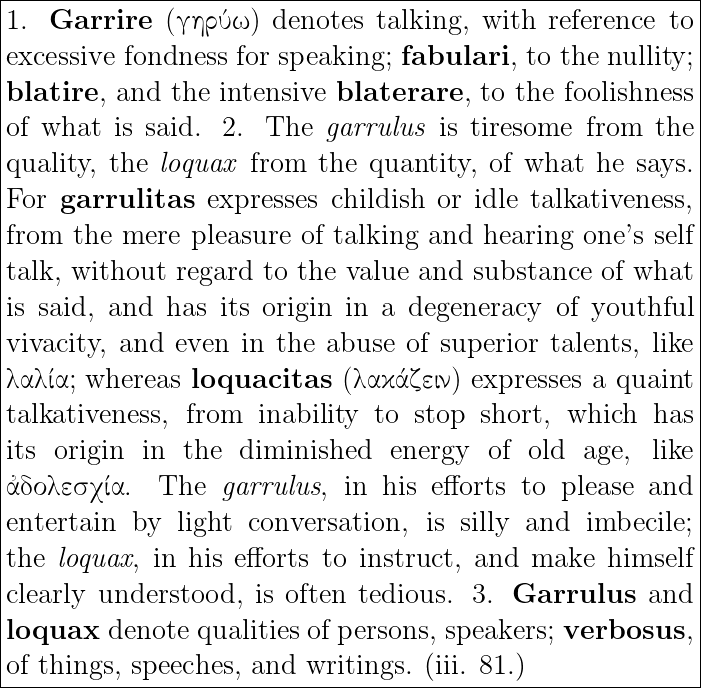 1. Garrire (γηρύω) denotes talking, with reference to
excessive fondness for speaking; fabulari, to the nullity;
blatire, and the intensive blaterare, to the foolishness
of what is said. 2. The garrulus is tiresome from the
quality, the loquax from the quantity, of what he says.
For garrulitas expresses childish or idle talkativeness,
from the mere pleasure of talking and hearing one's self
talk, without regard to the value and substance of what
is said, and has its origin in a degeneracy of youthful
vivacity, and even in the abuse of superior talents, like
λαλία; whereas loquacitas (λακάζειν) expresses a quaint
talkativeness, from inability to stop short, which has
its origin in the diminished energy of old age, like
ἀδολεσχία. The garrulus, in his efforts to please and
entertain by light conversation, is silly and imbecile;
the loquax, in his efforts to instruct, and make himself
clearly understood, is often tedious. 3. Garrulus and
loquax denote qualities of persons, speakers; verbosus,
of things, speeches, and writings. (iii. 81.)